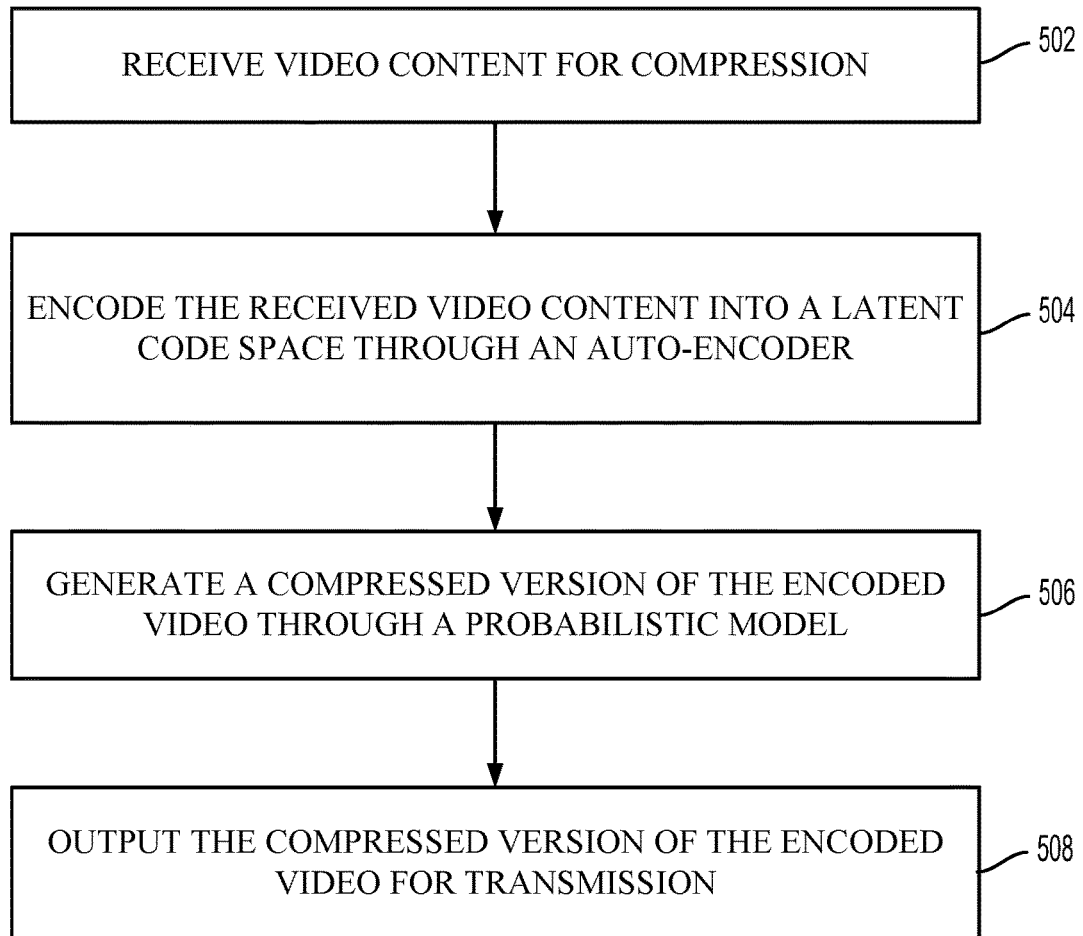 RECEIVE VIDEO CONTENT FOR COMPRESSION
502
ENCODE THE RECEIVED VIDEO CONTENT INTO A LATENT
CODE SPACE THROUGH AN AUTO-ENCODER
504
GENERATE A COMPRESSED VERSION OF THE ENCODED
VIDEO THROUGH A PROBABILISTIC MODEL
506
OUTPUT THE COMPRESSED VERSION OF THE ENCODED
VIDEO FOR TRANSMISSION
508